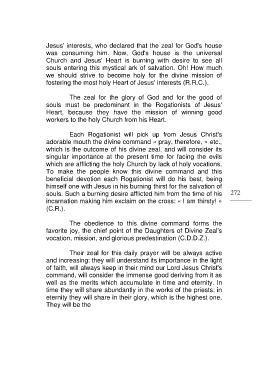 Jesus' interests, who declared that the zeal for God's house
was consuming him. Now, God's house is the universal
Church and Jesus' Heart is burning with desire to see all
souls entering this mystical ark of salvation. Oh! How much
we should strive to become holy for the divine mission of
fostering the most holy Heart of Jesus' interests (R.R.C.).
The zeal for the glory of God and for the good of
souls must be predominant in the Rogationists of Jesus'
Heart, because they have the mission of winning good
workers to the holy Church from his Heart.
Each Rogationist will pick up from Jesus Christ's
adorable mouth the divine command « pray, therefore, » etc.,
which is the outcome of his divine zeal, and will consider its
singular importance at the present time for facing the evils
which are afflicting the holy Church by lack of holy vocations.
To make the people know this divine command and this
beneficial devotion each Rogationist will do his best, being
himself one with Jesus in his burning thirst for the salvation of
souls. Such a burning desire afflicted him from the time of his
272
incarnation making him exclaim on the cross: « I am thirsty! »
(C.R.).
The obedience to this divine command forms the
favorite joy, the chief point of the Daughters of Divine Zeal's
vocation, mission, and glorious predestination (C.D.D.Z.).
Their zeal for this daily prayer will be always active
and increasing: they will understand its importance in the light
of faith, will always keep in their mind our Lord Jesus Christ's
command, will consider the immense good deriving from it as
well as the merits which accumulate in time and eternity. In
time they will share abundantly in the works of the priests; in
eternity they will share in their glory, which is the highest one.
They will be the